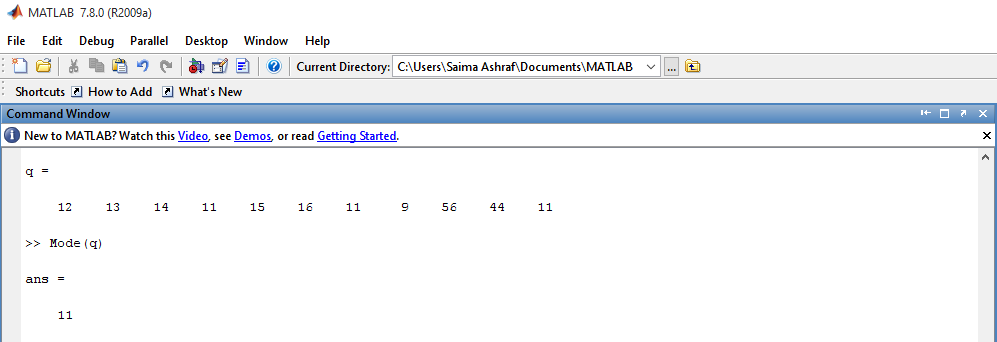 MATLAB 7.8.0 (R2009a)
File Edit Debug Parallel Desktop Window Help
Current Directory: C:\Users\Saima Ashraf\Documents\MATLAB ...
Shortcuts How to Add What's New
Command Window
New to MATLAB? Watch this Video, see Demos, or read Getting Started.
q =
12 13 14 11 15 16 11 9 56 44 11
>> Mode(q)
ans =
11